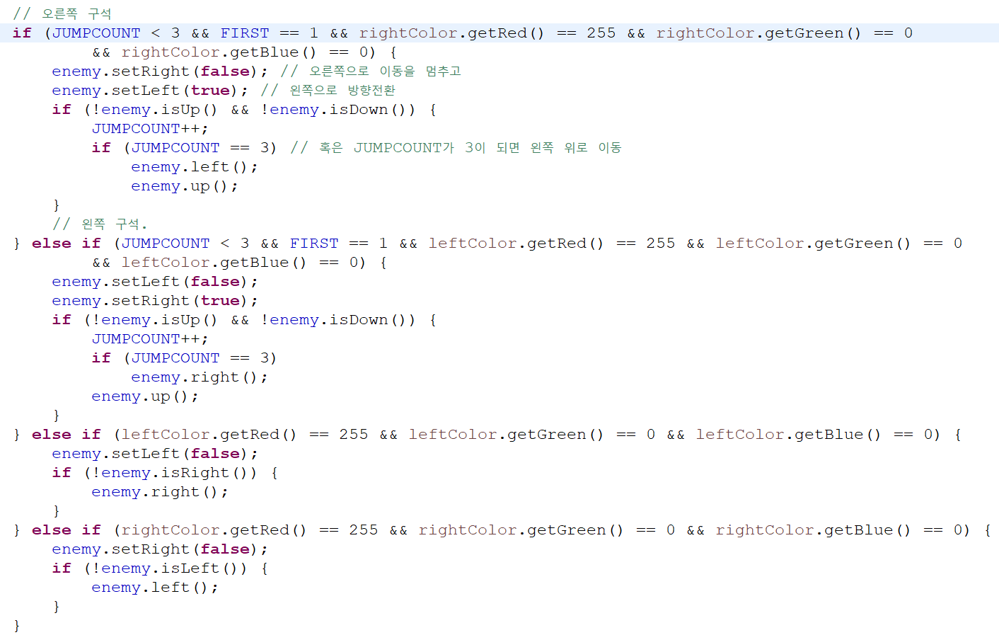 // 오른쪽 구석
if (JUMPCOUNT < 3 && FIRST == 1 && rightColor.getRed() == 255 && rightColor.getGreen() == 0
        && rightColor.getBlue() == 0) {
    enemy.setRight(false); // 오른쪽으로 이동을 멈추고
    enemy.setLeft(true); // 왼쪽으로 방향전환
    if (!enemy.isUp() && !enemy.isDown()) {
        JUMPCOUNT++;
        if (JUMPCOUNT == 3) // 혹은 JUMPCOUNT가 3이 되면 왼쪽 위로 이동
            enemy.left();
            enemy.up();
    }
    // 왼쪽 구석.
} else if (JUMPCOUNT < 3 && FIRST == 1 && leftColor.getRed() == 255 && leftColor.getGreen() == 0
        && leftColor.getBlue() == 0) {
    enemy.setLeft(false);
    enemy.setRight(true);
    if (!enemy.isUp() && !enemy.isDown()) {
        JUMPCOUNT++;
        if (JUMPCOUNT == 3)
            enemy.right();
        enemy.up();
    }
} else if (leftColor.getRed() == 255 && leftColor.getGreen() == 0 && leftColor.getBlue() == 0) {
    enemy.setLeft(false);
    if (!enemy.isRight()) {
        enemy.right();
    }
} else if (rightColor.getRed() == 255 && rightColor.getGreen() == 0 && rightColor.getBlue() == 0) {
    enemy.setRight(false);
    if (!enemy.isLeft()) {
        enemy.left();
    }
}